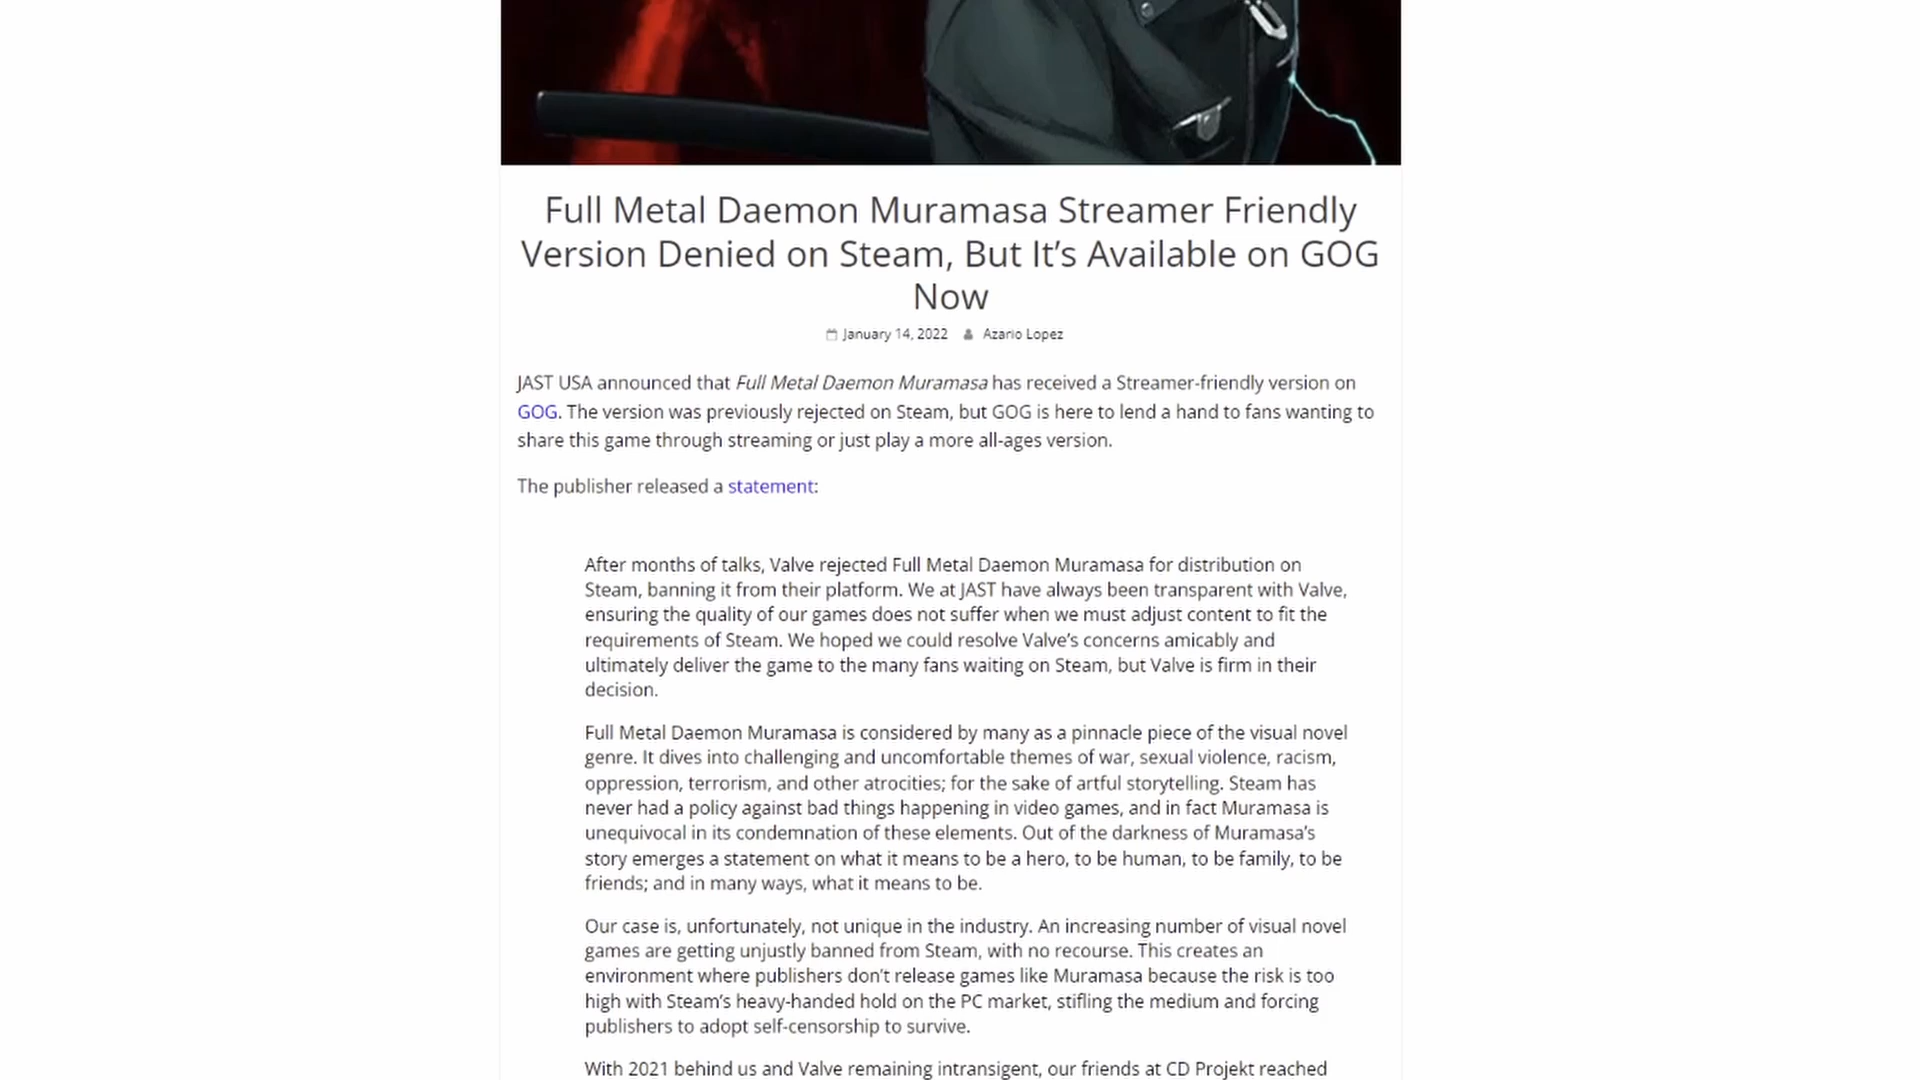 Full Metal Daemon Muramasa Streamer Friendly
Version Denied on Steam, But It’s Available on GOG
Now
January 14, 2022 Azario Lopez
JAST USA announced that Full Metal Daemon Muramasa has received a Streamer-friendly version on
GOG. The version was previously rejected on Steam, but GOG is here to lend a hand to fans wanting to
share this game through streaming or just play a more all-ages version.
The publisher released a statement:
After months of talks, Valve rejected Full Metal Daemon Muramasa for distribution on
Steam, banning it from their platform. We at JAST have always been transparent with Valve,
ensuring the quality of our games does not suffer when we must adjust content to fit the
requirements of Steam. We hoped we could resolve Valve’s concerns amicably and
ultimately deliver the game to the many fans waiting on Steam, but Valve is firm in their
decision.
Full Metal Daemon Muramasa is considered by many as a pinnacle piece of the visual novel
genre. It dives into challenging and uncomfortable themes of war, sexual violence, racism,
oppression, terrorism, and other atrocities; for the sake of artful storytelling. Steam has
never had a policy against bad things happening in video games, and in fact Muramasa is
unequivocal in its condemnation of these elements. Out of the darkness of Muramasa’s
story emerges a statement on what it means to be a hero, to be human, to be family, to be
friends; and in many ways, what it means to be.
Our case is, unfortunately, not unique in the industry. An increasing number of visual novel
games are getting unjustly banned from Steam, with no recourse. This creates an
environment where publishers don’t release games like Muramasa because the risk is too
high with Steam’s heavy-handed hold on the PC market, stifling the medium and forcing
publishers to adopt self-censorship to survive.
With 2021 behind us and Valve remaining intransigent, our friends at CD Projekt reached